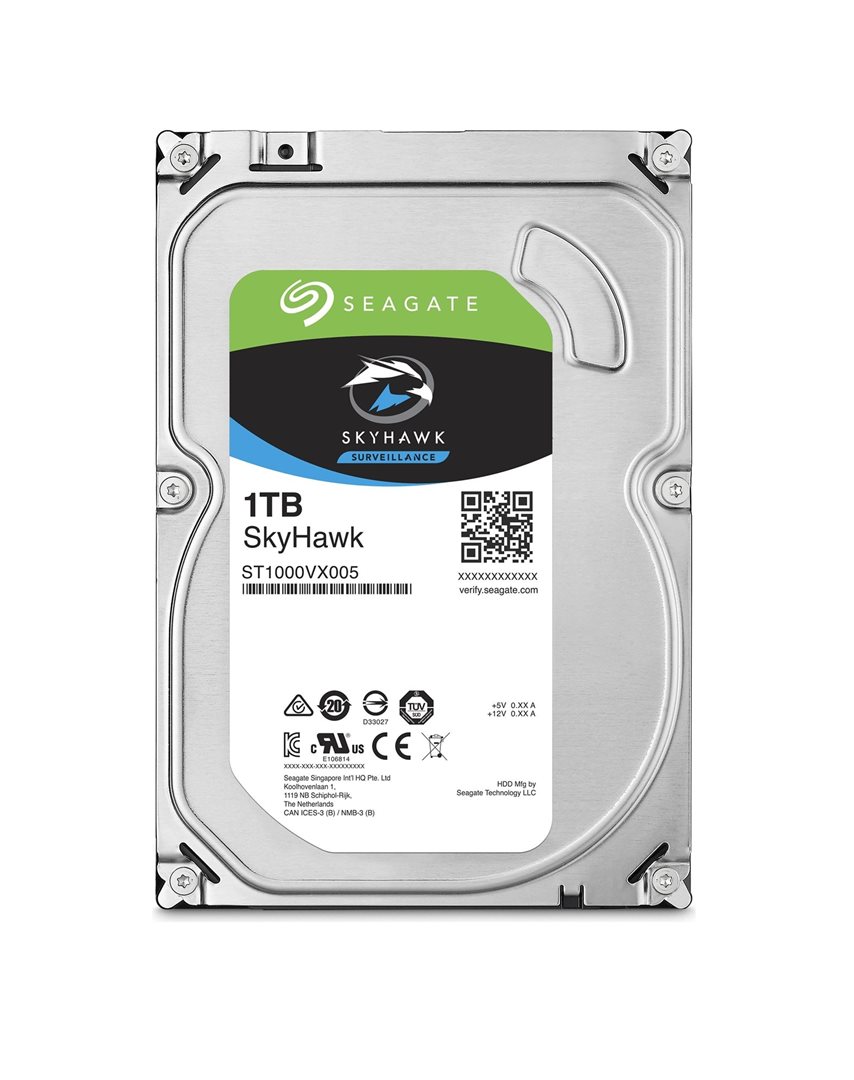 SEAGATE
SKYHAWK
SURVEILLANCE
1TB
SkyHawk
ST1000VX005
XXXXXXXXXXXX
verify.seagate.com
20
D33027
TÜV
SÜD
+5V 0.XX A
+12V 0.XX A
c RU US
E106814
CE
XXXX-XXX-XXX-XXXXXXXXX
Seagate Singapore Int'l HQ Pte. Ltd
Koolhovenlaan 1,
1119 NB Schiphol-Rijk,
The Netherlands
CAN ICES-3 (B) / NMB-3 (B)
HDD Mfg by
Seagate Technology LLC